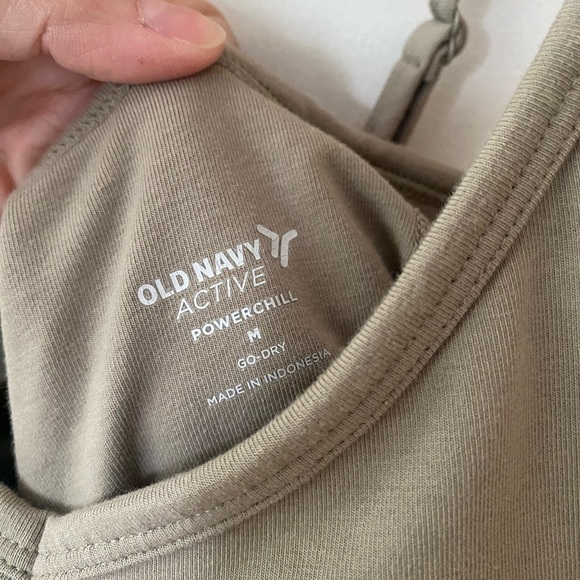 OLD NAVY
ACTIVE
POWERCHILL
M
GO-DRY
MADE IN INDONESIA